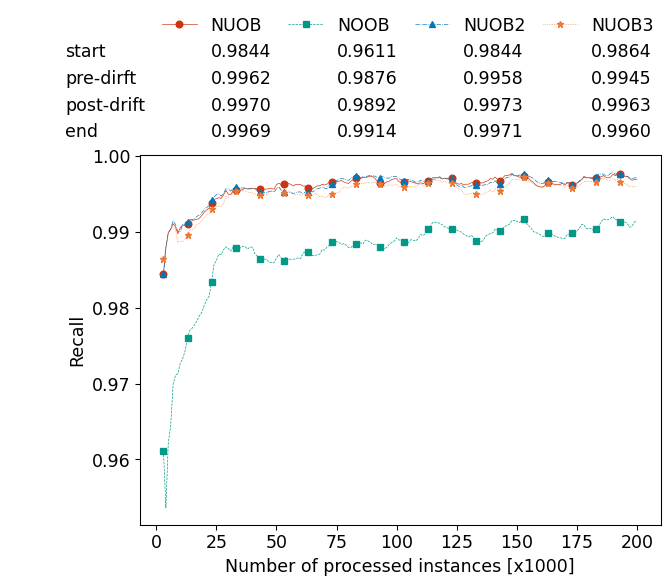 NUOB NOOB NUOB2 NUOB3
start 0.9844 0.9611 0.9844 0.9864
pre-dirft 0.9962 0.9876 0.9958 0.9945
post-drift 0.9970 0.9892 0.9973 0.9963
end 0.9969 0.9914 0.9971 0.9960
1.00
0.99
0.98
0.97
0.96
Recall
0 25 50 75 100 125 150 175 200
Number of processed instances [x1000]